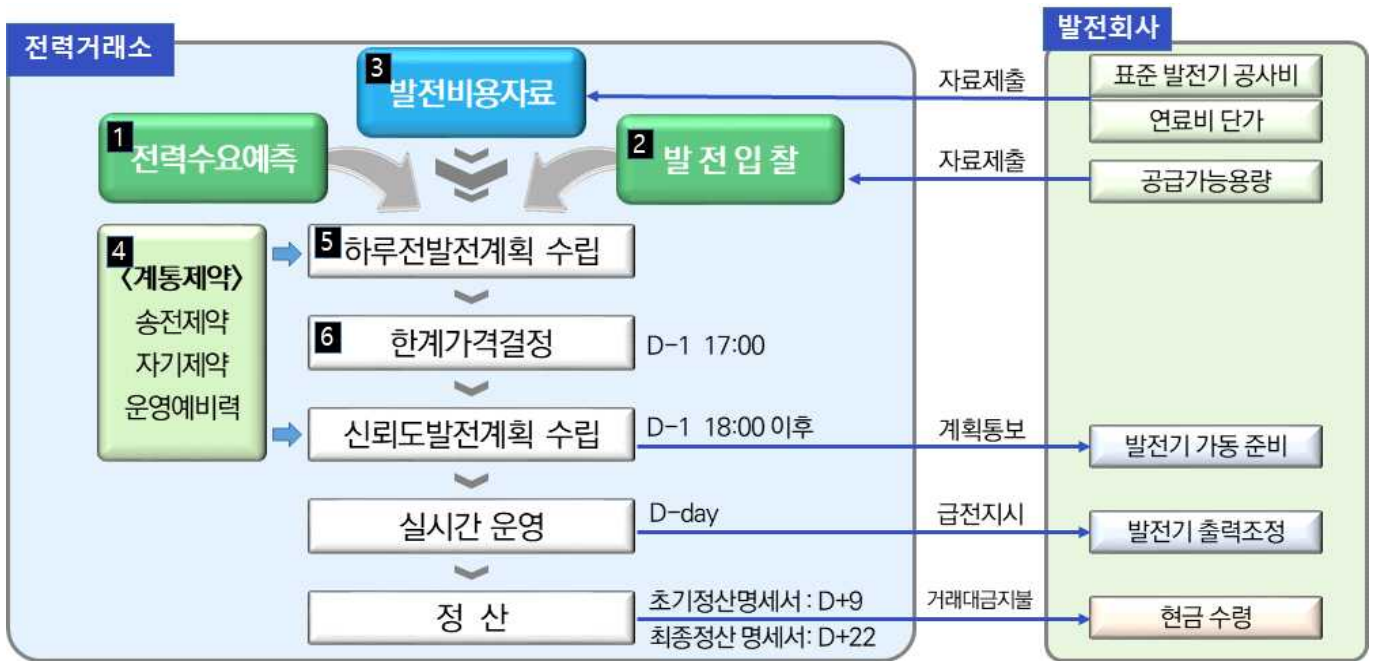 전력거래소
발전회사
3
발전비용자료
자료제출
표준 발전기 공사비
연료비 단가
1
전력수요예측
2
발 전 입 찰
자료제출
공급가능용량
4
<계통제약>
송전제약
자기제약
운영예비력
5
하루전발전계획 수립
6
한계가격결정
D-1 17:00
신뢰도발전계획 수립
D-1 18:00 이후
계획통보
발전기 가동 준비
실시간 운영
D-day
급전지시
발전기 출력조정
정 산
초기정산명세서 : D+9
최종정산 명세서: D+22
거래대금지불
현금 수령